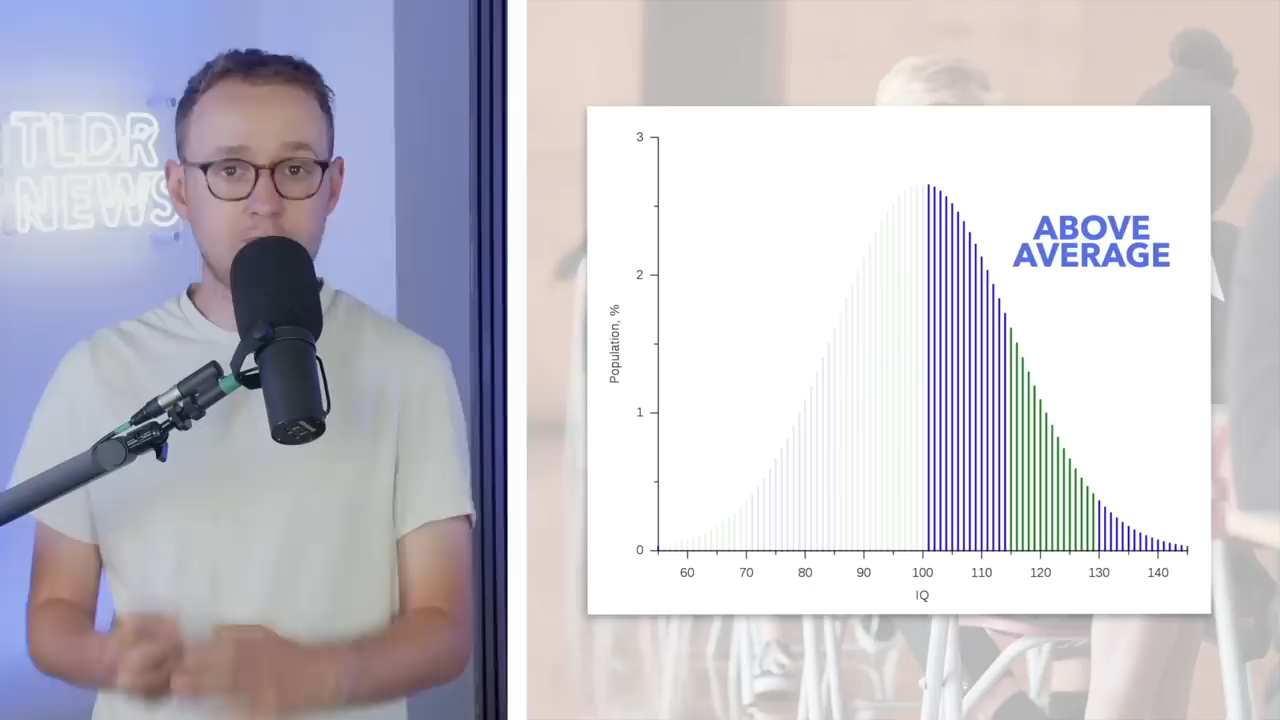 TLDR
NEWS
ABOVE
AVERAGE
3
2
1
0
Population, %
60 70 80 90 100 110 120 130 140
IQ